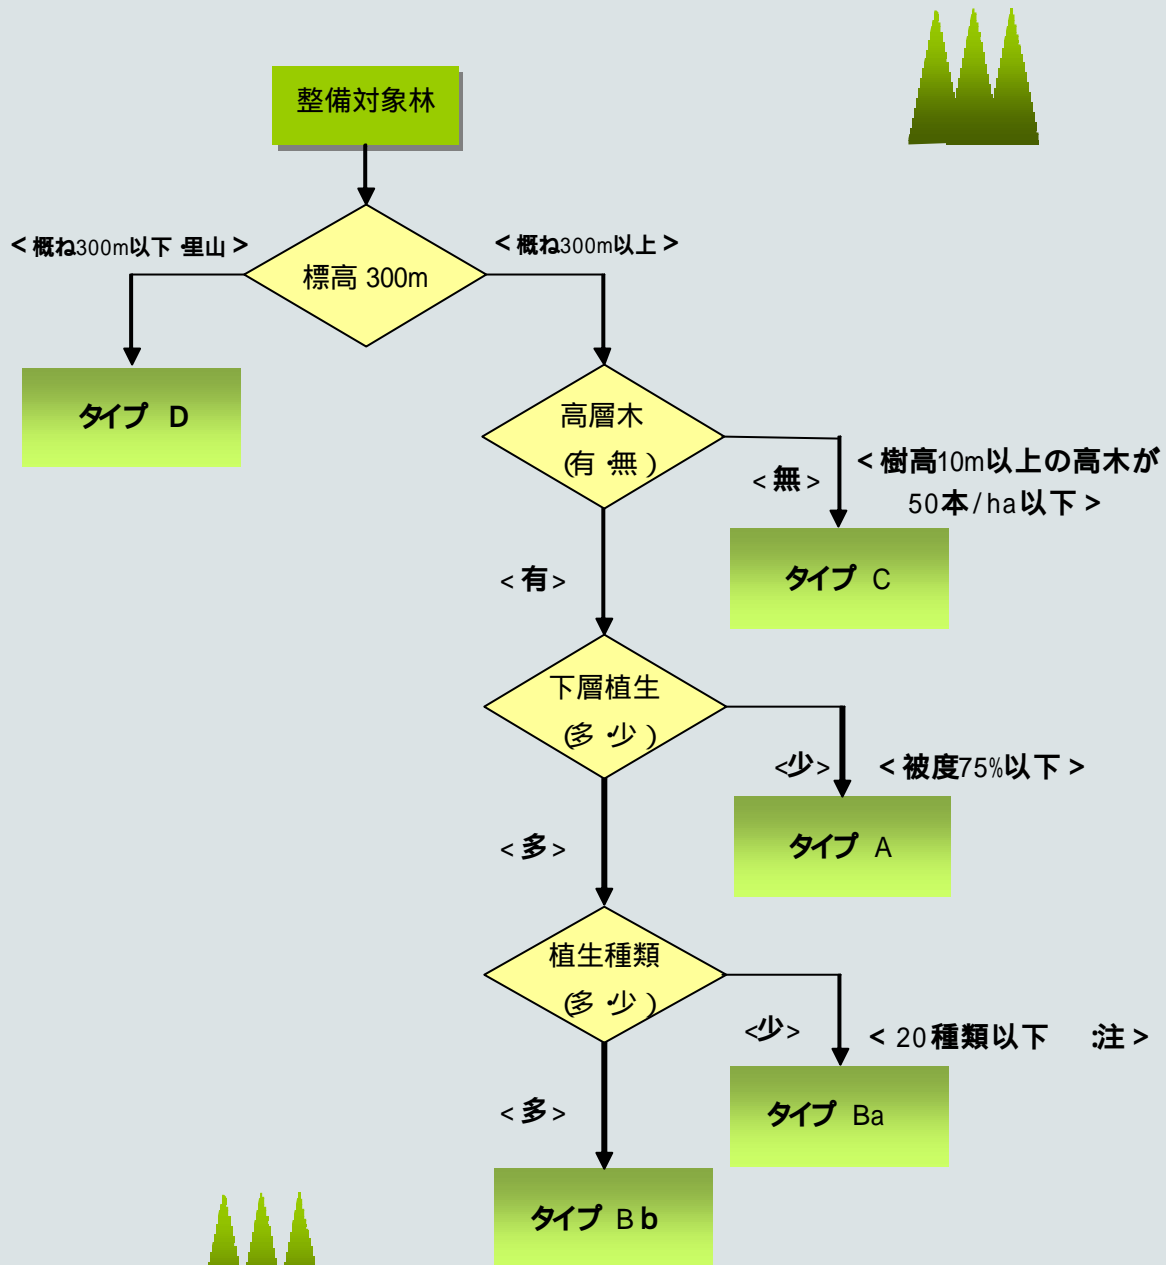 整備対象林
<概ね300m以下・里山>
<概ね300m以上>
標高 300m
タイプ D
高層木
(有・無)
<無>
<樹高10m以上の高木が
50本/ha以下>
タイプ C
<有>
下層植生
(多・少)
<少>
<被度75%以下>
タイプ A
<多>
植生種類
(多・少)
<少>
<20種類以下 :注>
タイプ Ba
<多>
タイプ Bb